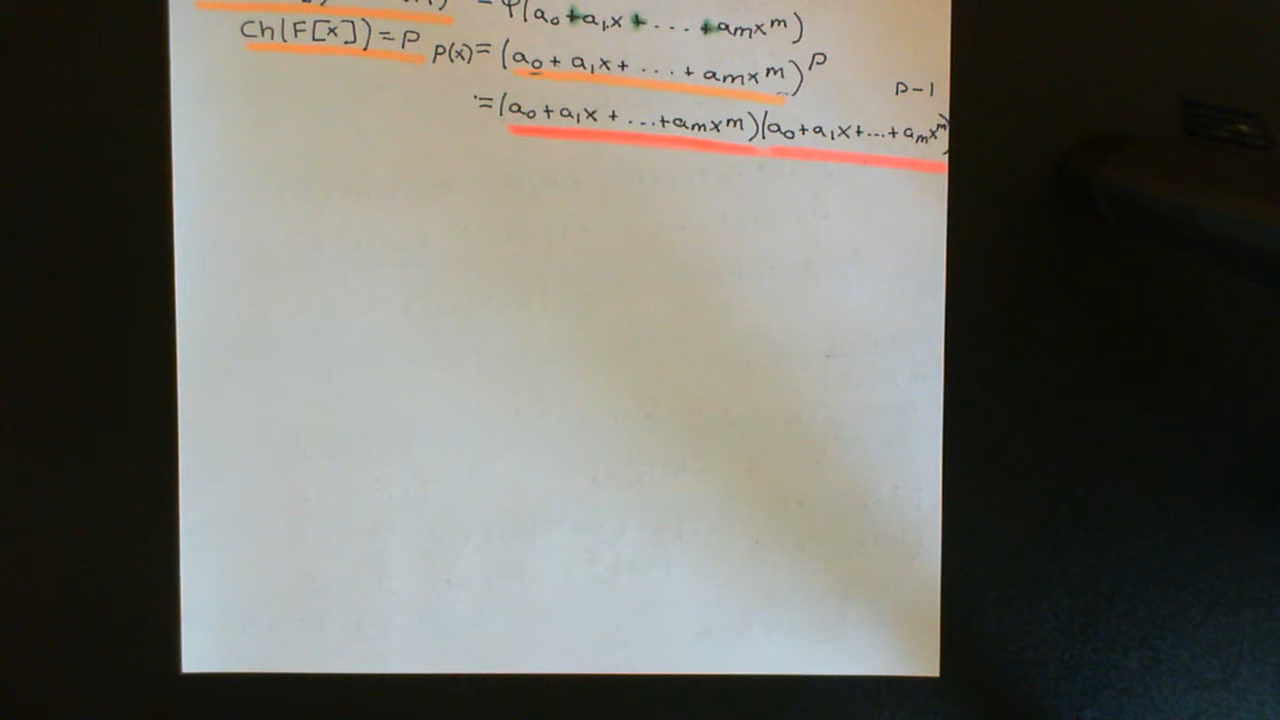 = φ(a₀+a₁x+...+aₘxᵐ)
Ch(F[x])=P p(x)= (a₀+a₁x+...+aₘxᵐ)ᴾ
P-1
=(a₀+a₁x+...+aₘxᵐ)(a₀+a₁x+...+aₘxᵐ)